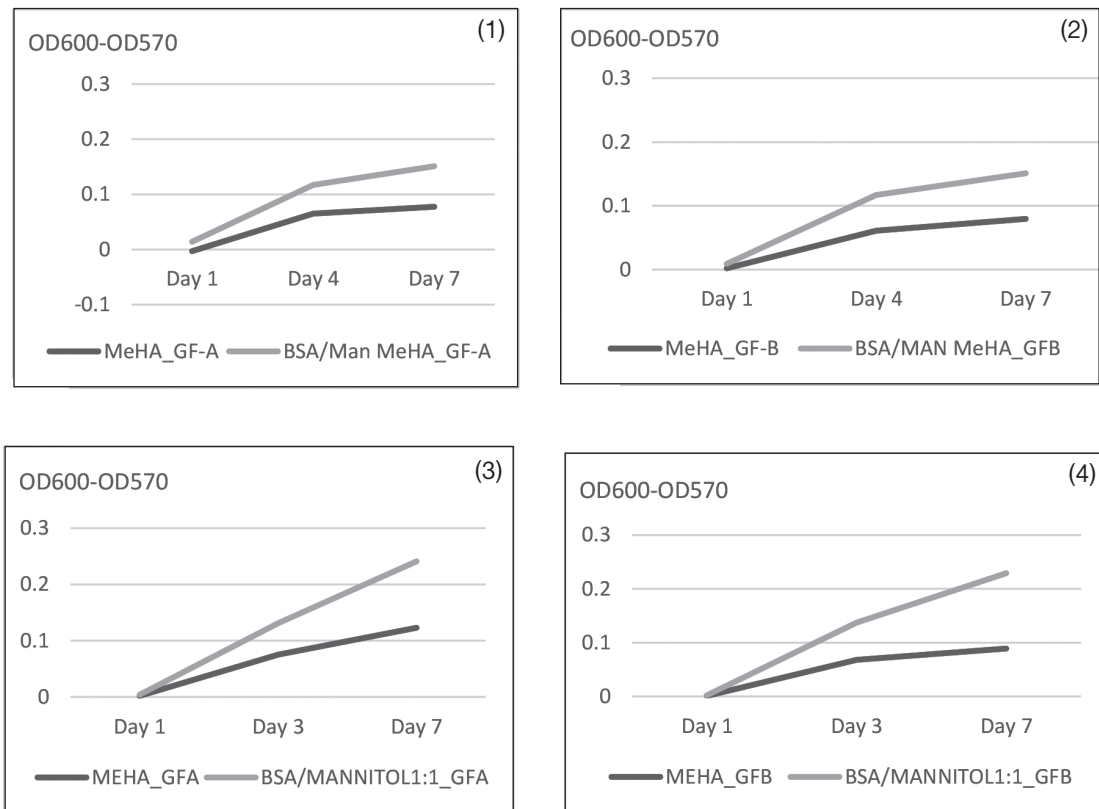 (1)
OD600-OD570
0.3
0.2
0.1
0
-0.1
Day 1 Day 4 Day 7
MeHA_GF-A BSA/Man MeHA_GF-A
(2)
OD600-OD570
0.3
0.2
0.1
0
Day 1 Day 4 Day 7
MeHA_GF-B BSA/MAN MeHA_GFB
(3)
OD600-OD570
0.3
0.2
0.1
0
Day 1 Day 3 Day 7
MEHA_GFA BSA/MANNITOL1:1_GFA
(4)
OD600-OD570
0.3
0.2
0.1
0
Day 1 Day 3 Day 7
MEHA_GFB BSA/MANNITOL1:1_GFB